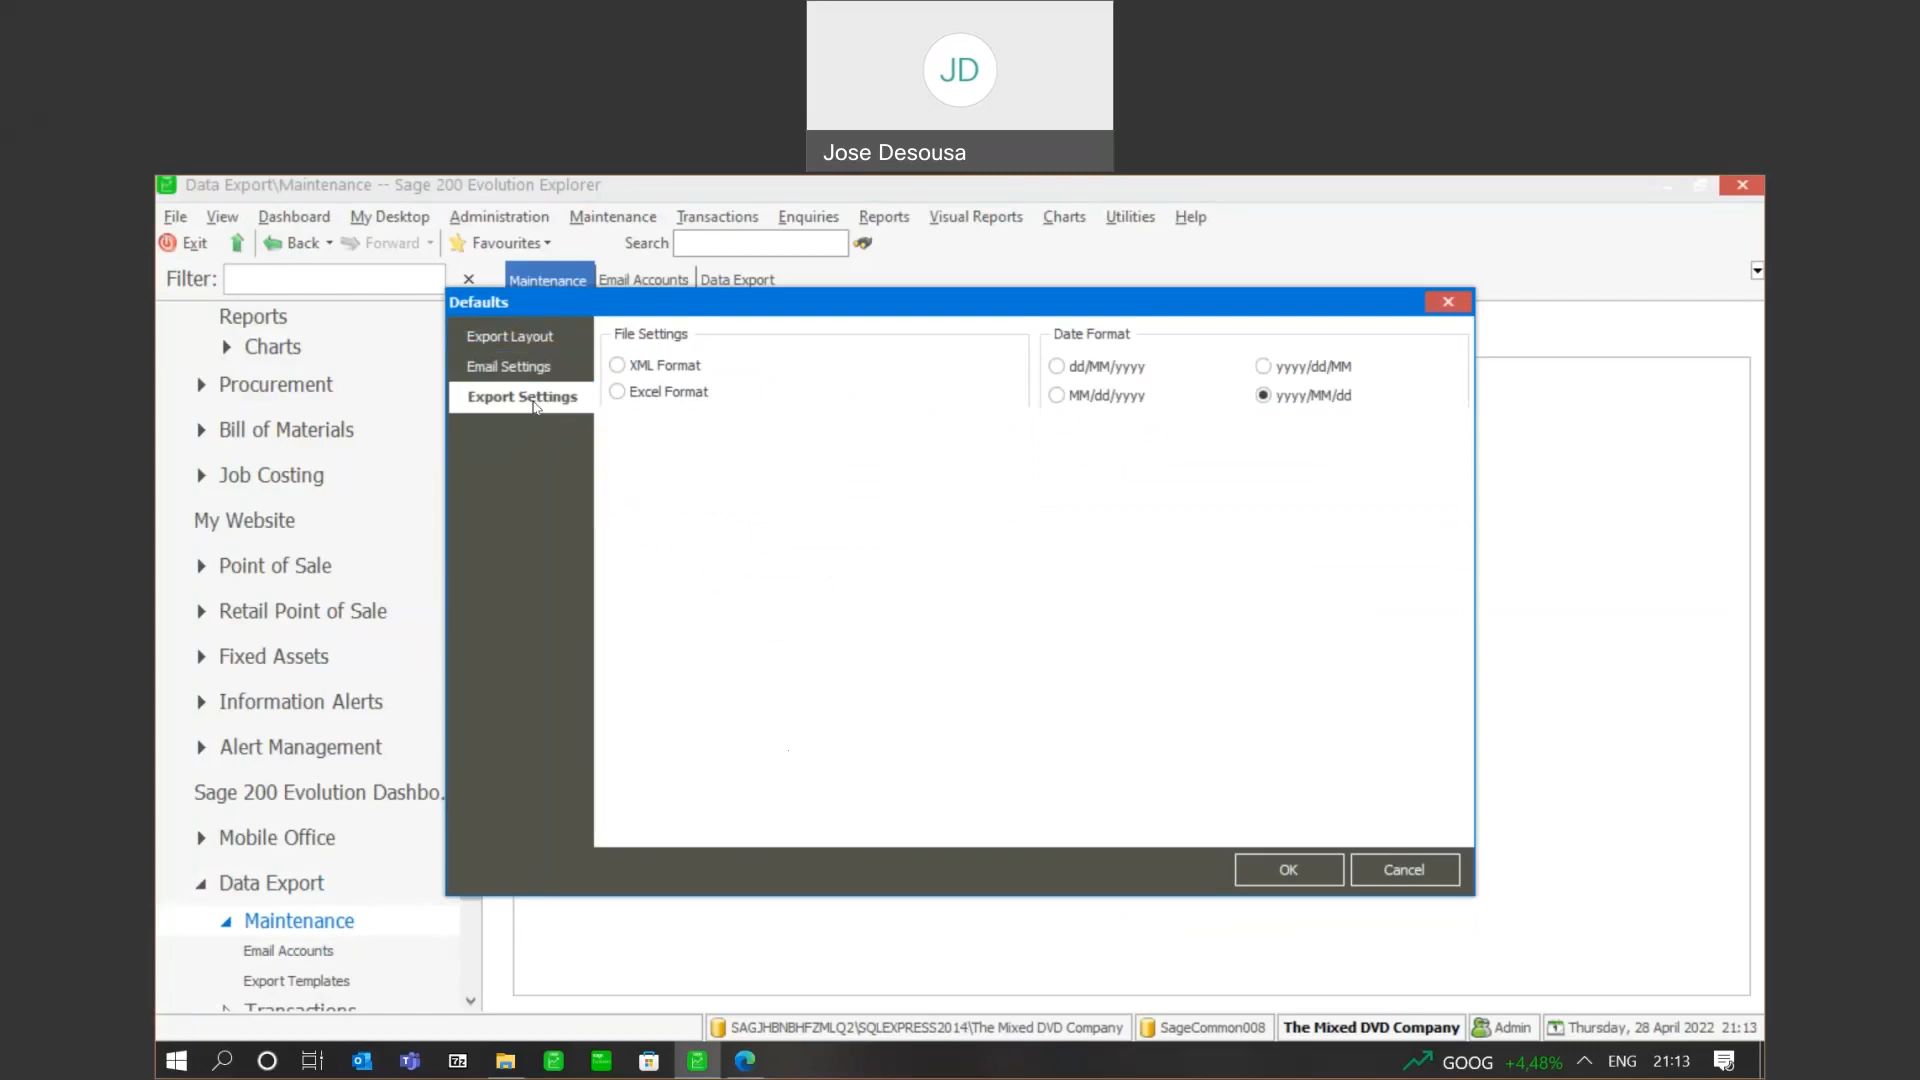 JD
Jose Desousa
Data Export\Maintenance -- Sage 200 Evolution Explorer
File View Dashboard My Desktop Administration Maintenance Transactions Enquiries Reports Visual Reports Charts Utilities Help
Exit Back Forward Favourites Search
Filter: Maintenance Email Accounts Data Export
Defaults
Reports
Charts
Procurement
Bill of Materials
Job Costing
My Website
Point of Sale
Retail Point of Sale
Fixed Assets
Information Alerts
Alert Management
Sage 200 Evolution Dashbo.
Mobile Office
Data Export
Maintenance
Email Accounts
Export Templates
Transactions
Export Layout
Email Settings
Export Settings
File Settings
XML Format
Excel Format
Date Format
dd/MM/yyyy yyyy/dd/MM
MM/dd/yyyy yyyy/MM/dd
OK Cancel
SAGJHBNBHFZMLQ2\SQLEXPRESS2014\The Mixed DVD Company SageCommon008 The Mixed DVD Company Admin Thursday, 28 April 2022 21:13
7z GOOG +4,48% ENG 21:13